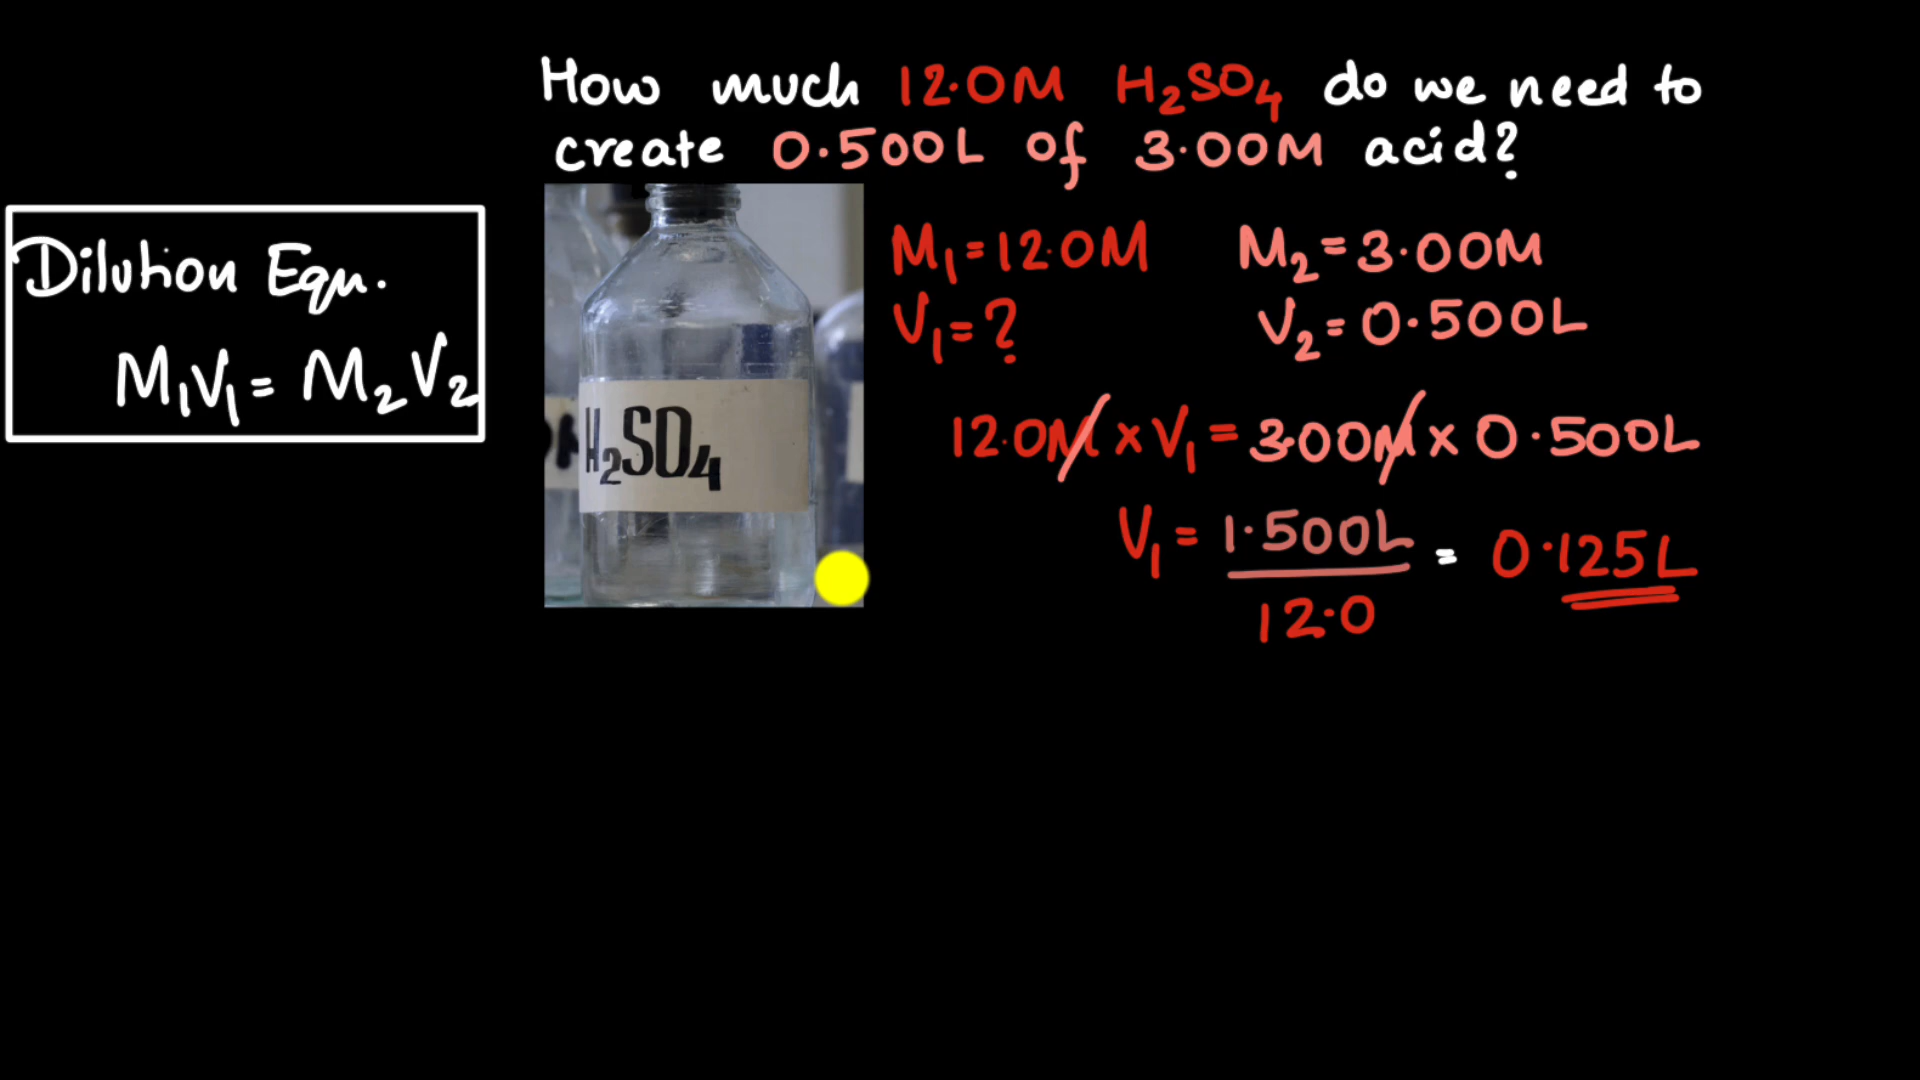 How much 12.0M H₂SO₄ do we need to
create 0.500L of 3.00M acid?
Dilution Eqn.
M₁V₁ = M₂V₂
H₂SO₄
M₁ = 12.0M M₂ = 3.00M
V₁ = ? V₂ = 0.500L
12.0M × V₁ = 3.00M × 0.500L
V₁ = 1.500L = 0.125L
12.0